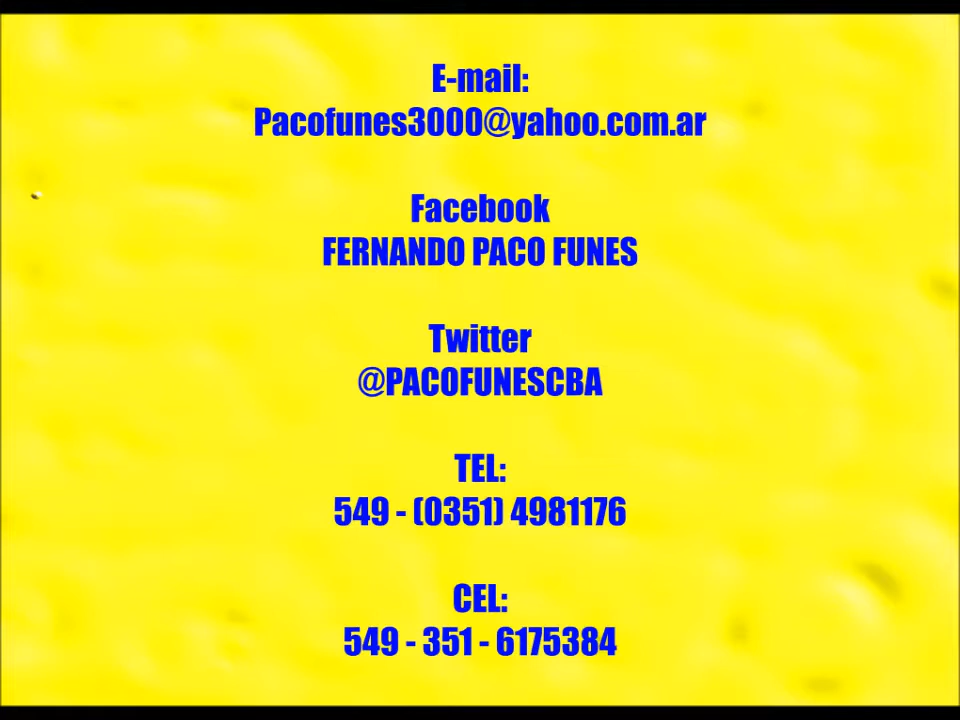 E-mail:
Pacofunes3000@yahoo.com.ar
Facebook
FERNANDO PACO FUNES
Twitter
@PACOFUNESCBA
TEL:
549 - (0351) 4981176
CEL:
549 - 351 - 6175384